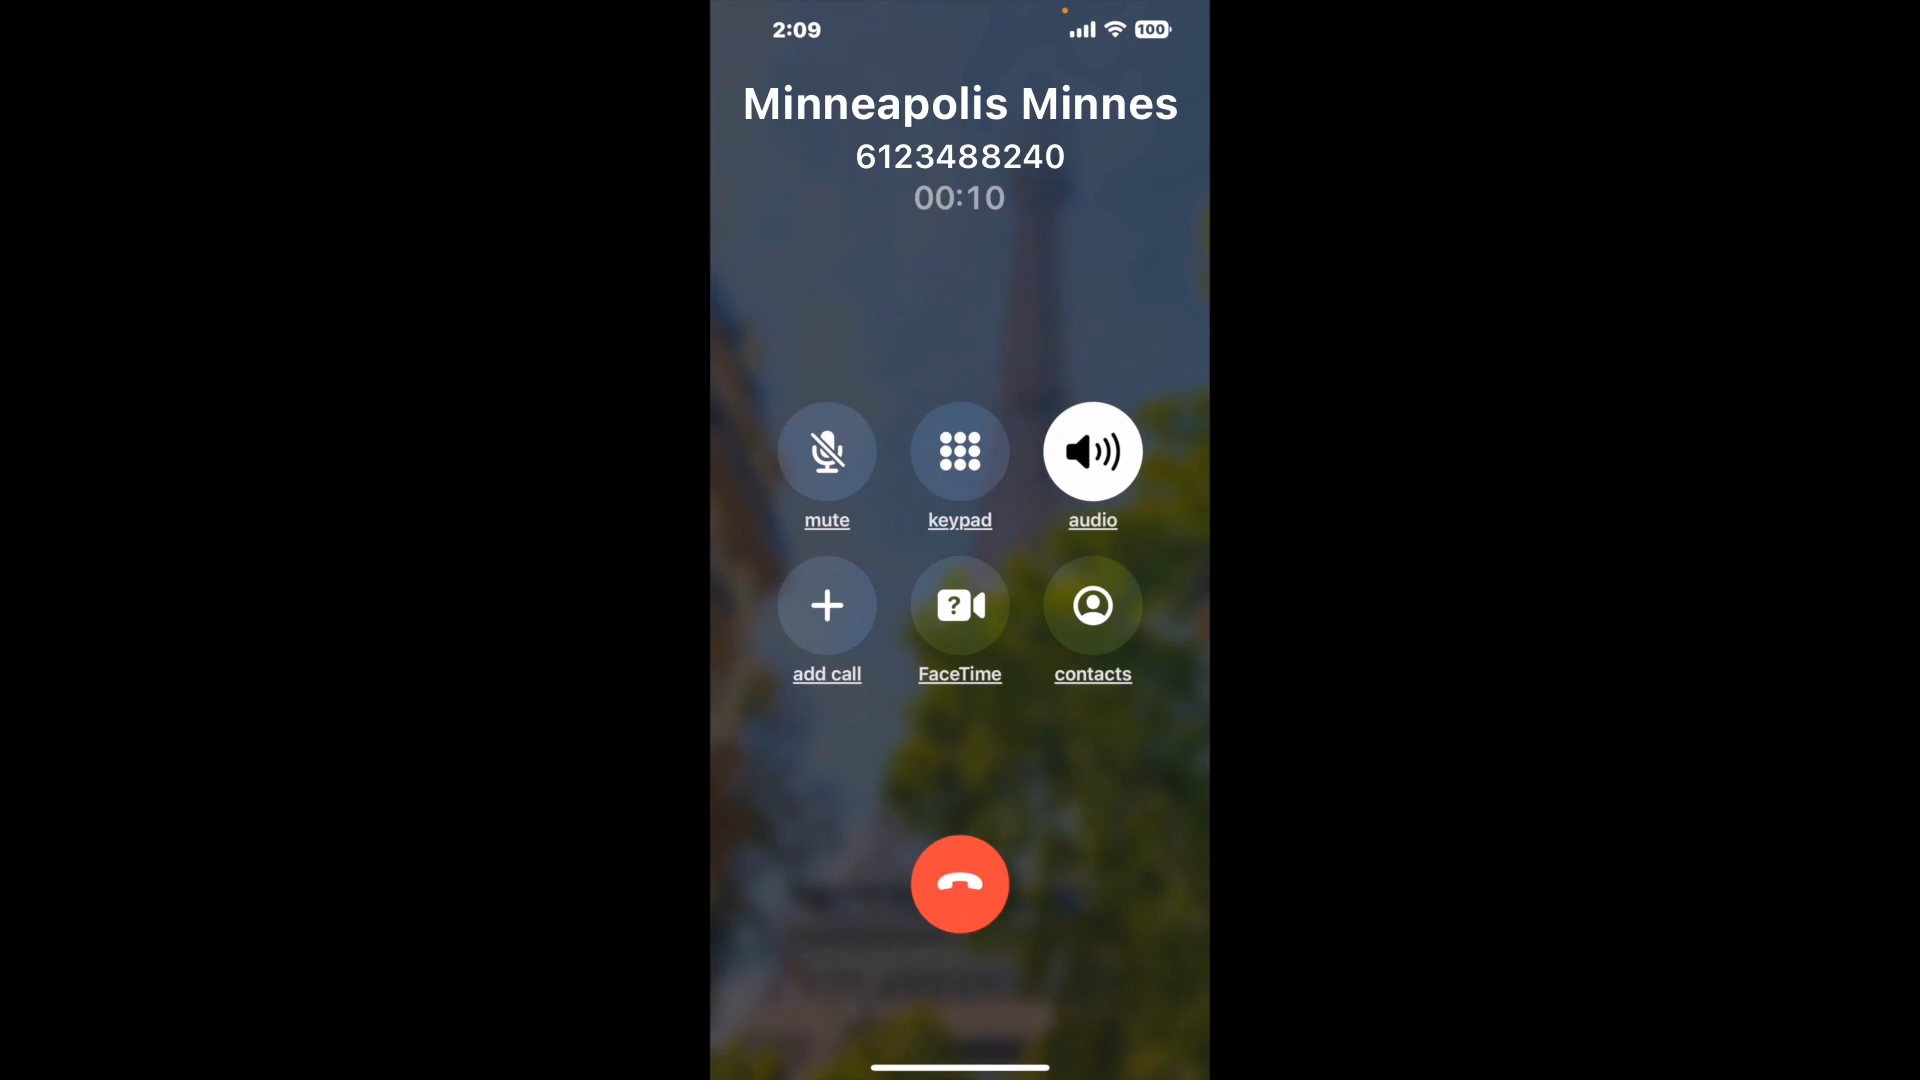 2:09
100
Minneapolis Minnes
6123488240
00:10
mute
keypad
audio
?
add call
FaceTime
contacts